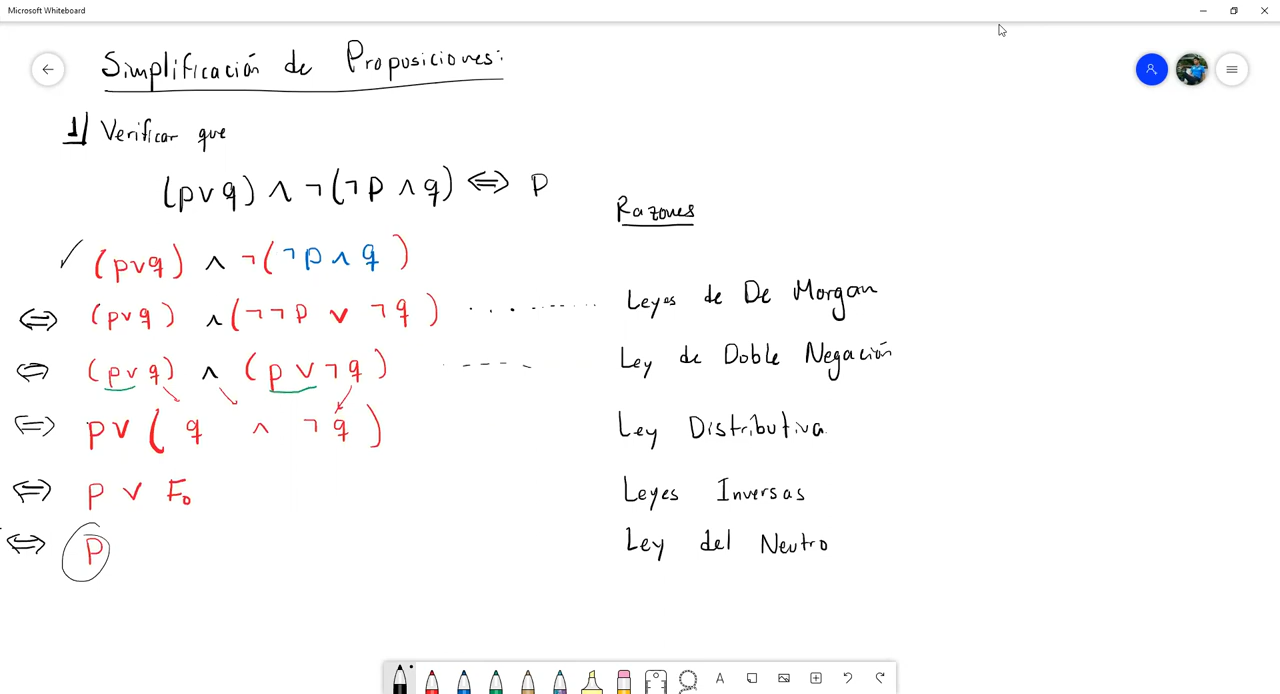 Microsoft Whiteboard
Simplificación de Proposiciones:
1) Verificar que
(p∨q) ∧ ¬(¬p ∧ q) ⟺ p
Razones
✓ (p∨q) ∧ ¬(¬p ∧ q)
⟺ (p∨q) ∧ (¬¬p ∨ ¬q) ........ Leyes de De Morgan
⟺ (p∨q) ∧ (p∨¬q) ----- Ley de Doble Negación
⟺ p∨(q ∧ ¬q) Ley Distributiva
⟺ p ∨ F₀ Leyes Inversas
⟺ p Ley del Neutro
A